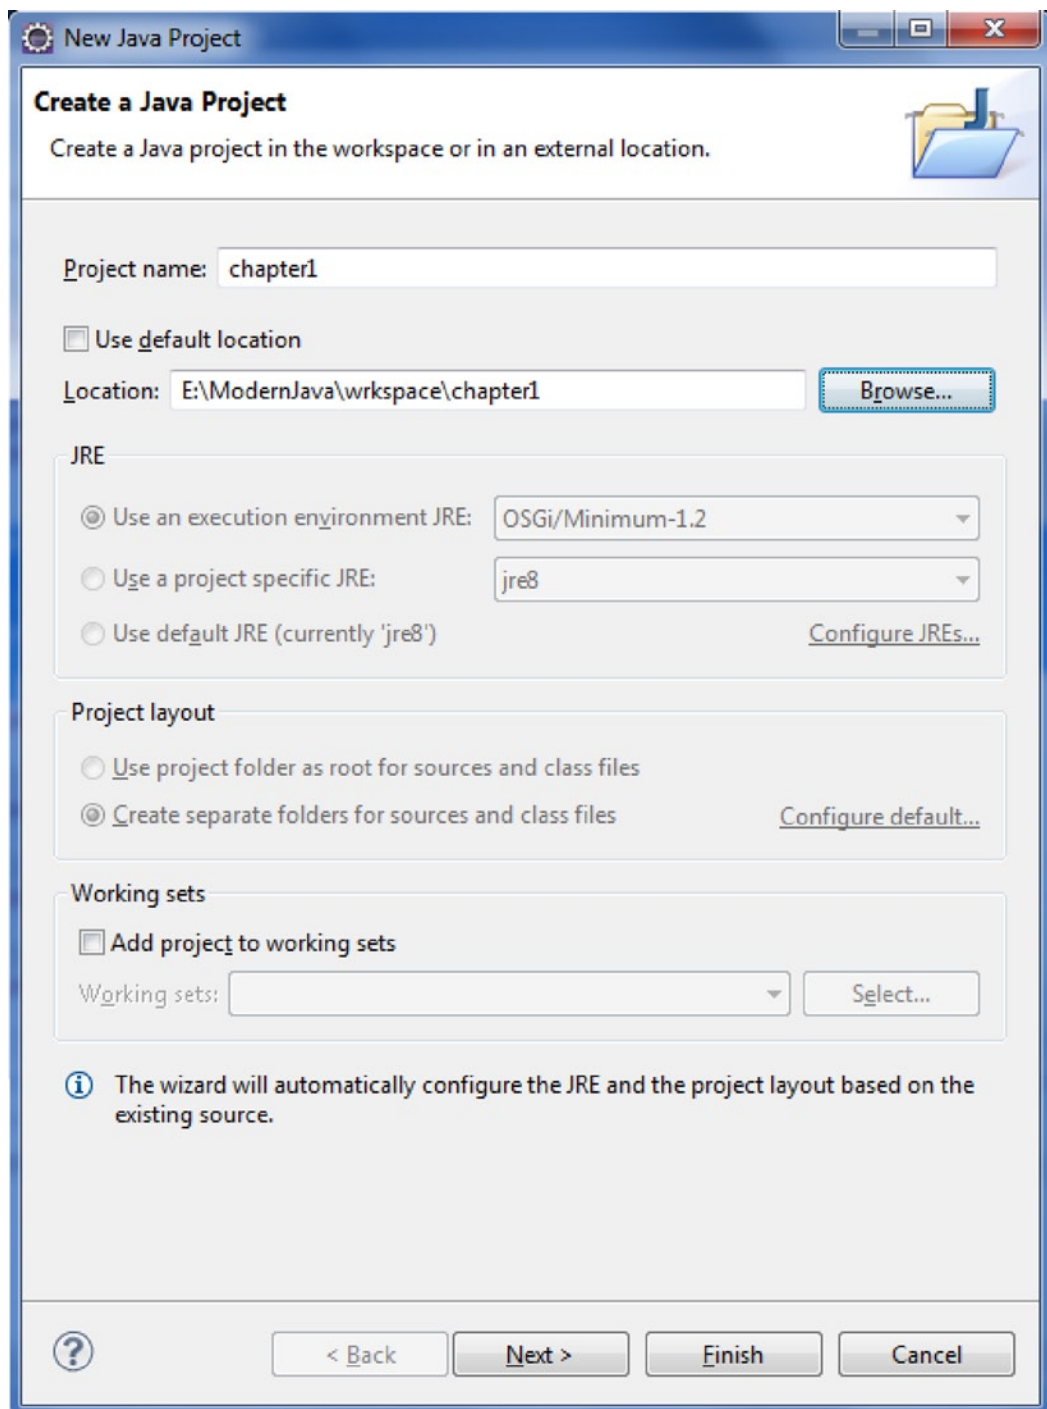 New Java Project
Create a Java Project
Create a Java project in the workspace or in an external location.
Project name: chapter1
Use default location
Location: E:\ModernJava\wrkspace\chapter1 Browse...
JRE
Use an execution environment JRE: OSGi/Minimum-1.2
Use a project specific JRE: jre8
Use default JRE (currently 'jre8') Configure JREs...
Project layout
Use project folder as root for sources and class files
Create separate folders for sources and class files Configure default...
Working sets
Add project to working sets
Working sets: Select...
The wizard will automatically configure the JRE and the project layout based on the
existing source.
? < Back Next > Finish Cancel